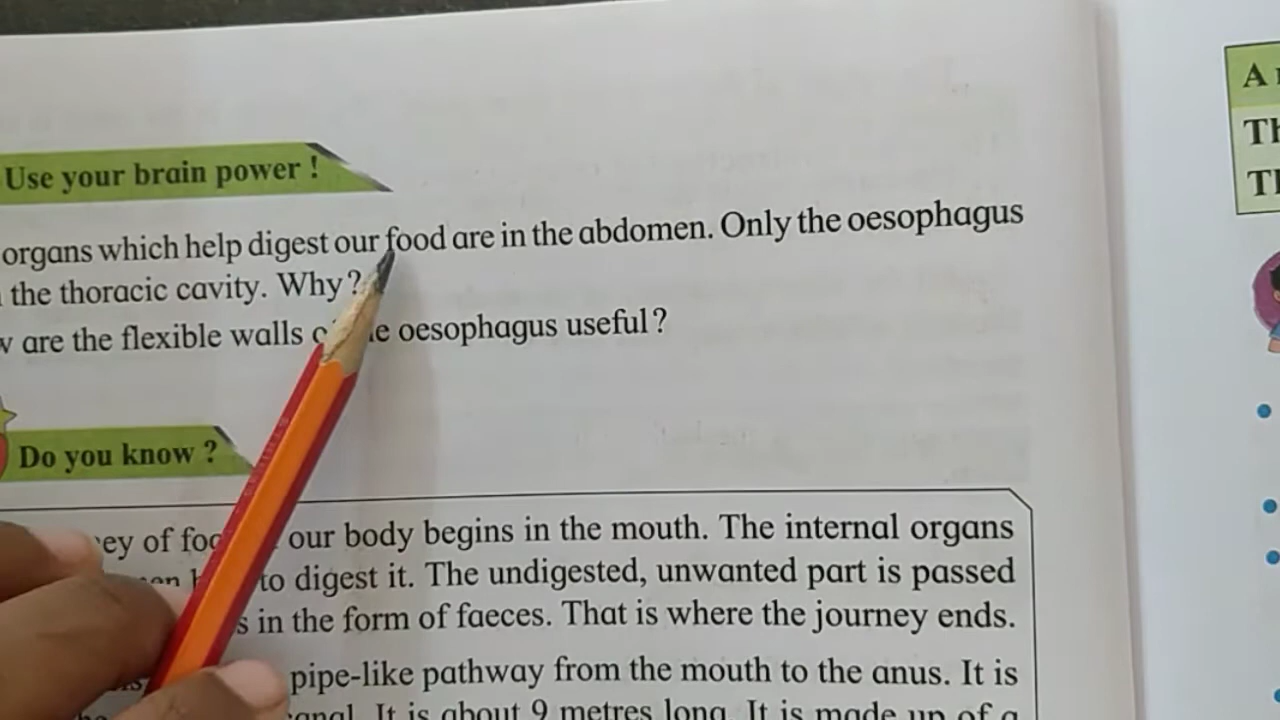 Use your brain power !
organs which help digest our food are in the abdomen. Only the oesophagus
the thoracic cavity. Why ?
are the flexible walls oesophagus useful ?
Do you know ?
of our body begins in the mouth. The internal organs
to digest it. The undigested, unwanted part is passed
in the form of faeces. That is where the journey ends.
pipe-like pathway from the mouth to the anus. It is
It is about 9 metres long. It is made up of a
A